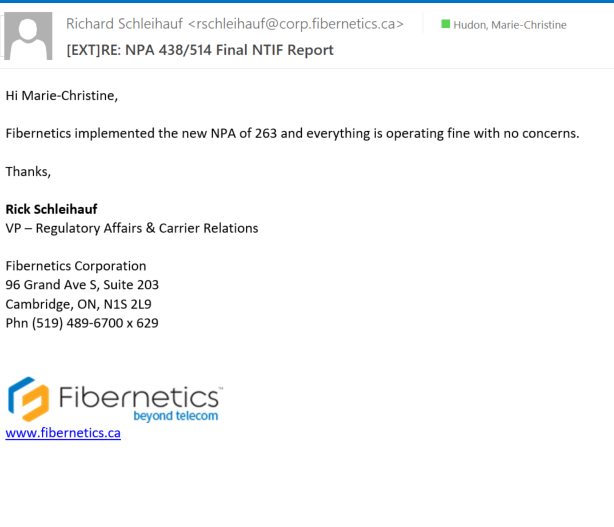 Richard Schleihauf <rschleihauf@corp.fibernetics.ca> Hudon, Marie-Christine
[EXT]RE: NPA 438/514 Final NTIF Report
Hi Marie-Christine,
Fibernetics implemented the new NPA of 263 and everything is operating fine with no concerns.
Thanks,
Rick Schleihauf
VP – Regulatory Affairs & Carrier Relations
Fibernetics Corporation
96 Grand Ave S, Suite 203
Cambridge, ON, N1S 2L9
Phn (519) 489-6700 x 629
Fibernetics™
beyond telecom
www.fibernetics.ca